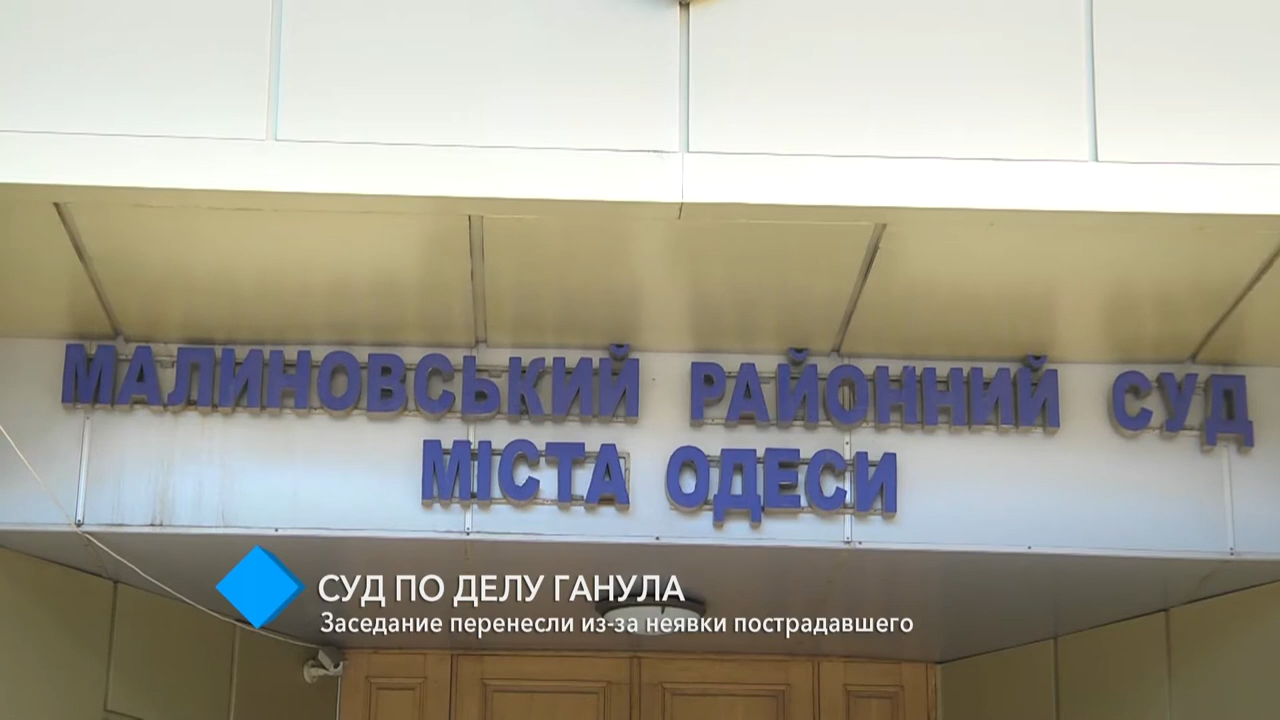 МАЛИНОВСЬКИЙ РАЙОННИЙ СУД
МІСТА ОДЕСИ
СУД ПО ДЕЛУ ГАНУЛА
Заседание перенесли из-за неявки пострадавшего